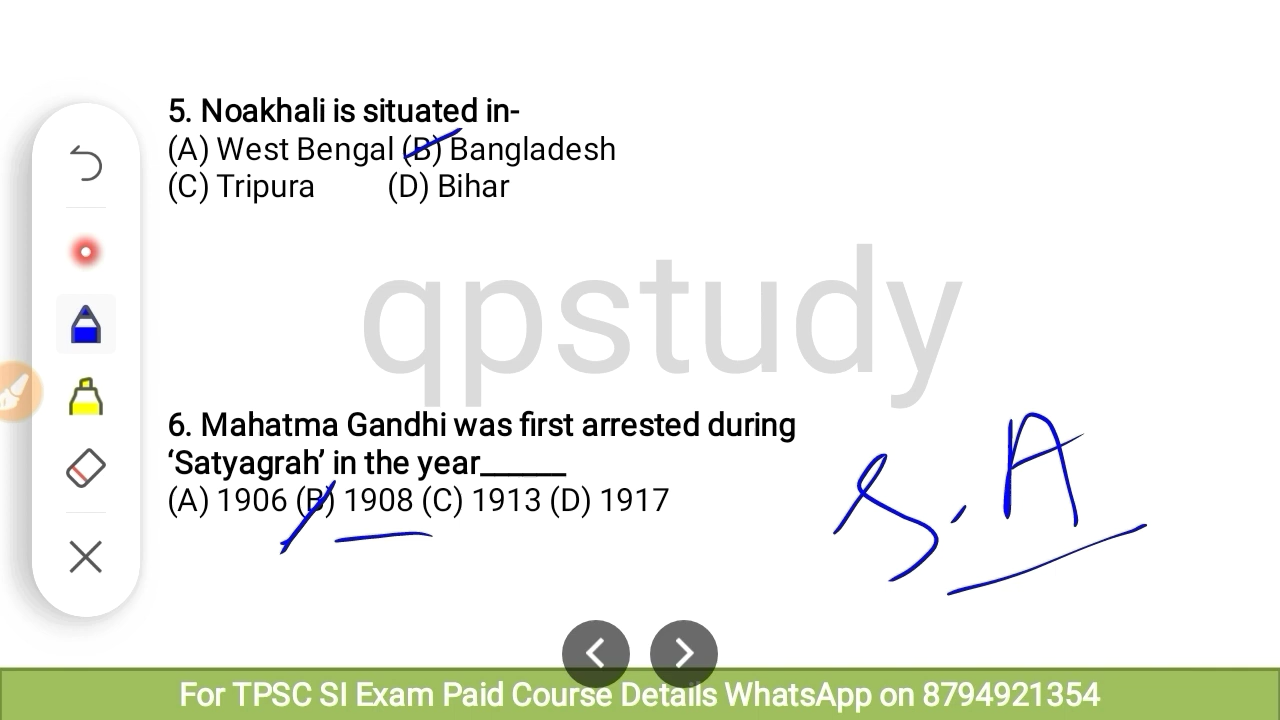 5. Noakhali is situated in-
(A) West Bengal (B) Bangladesh
(C) Tripura (D) Bihar
qpstudy
6. Mahatma Gandhi was first arrested during
‘Satyagrah’ in the year______
(A) 1906 (B) 1908 (C) 1913 (D) 1917
S.A
For TPSC SI Exam Paid Course Details WhatsApp on 8794921354